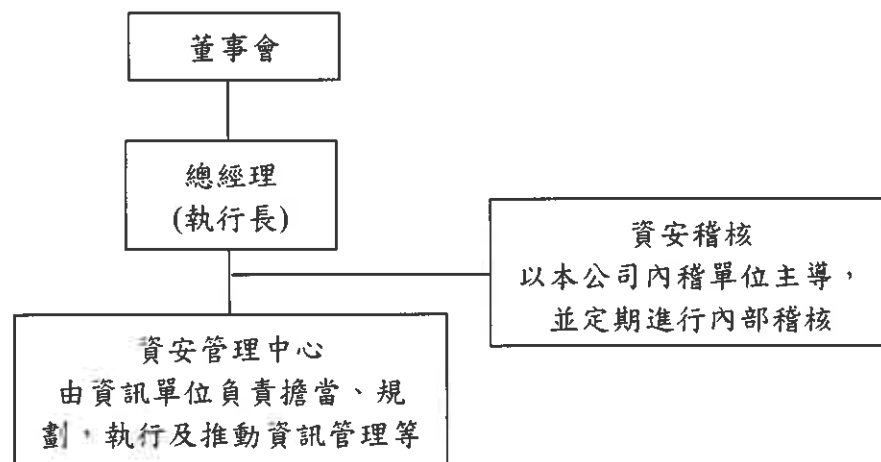 董事會
總經理
(執行長)
資安稽核
以本公司內稽單位主導，
並定期進行內部稽核
資安管理中心
由資訊單位負責擔當、規
劃，執行及推動資訊管理等